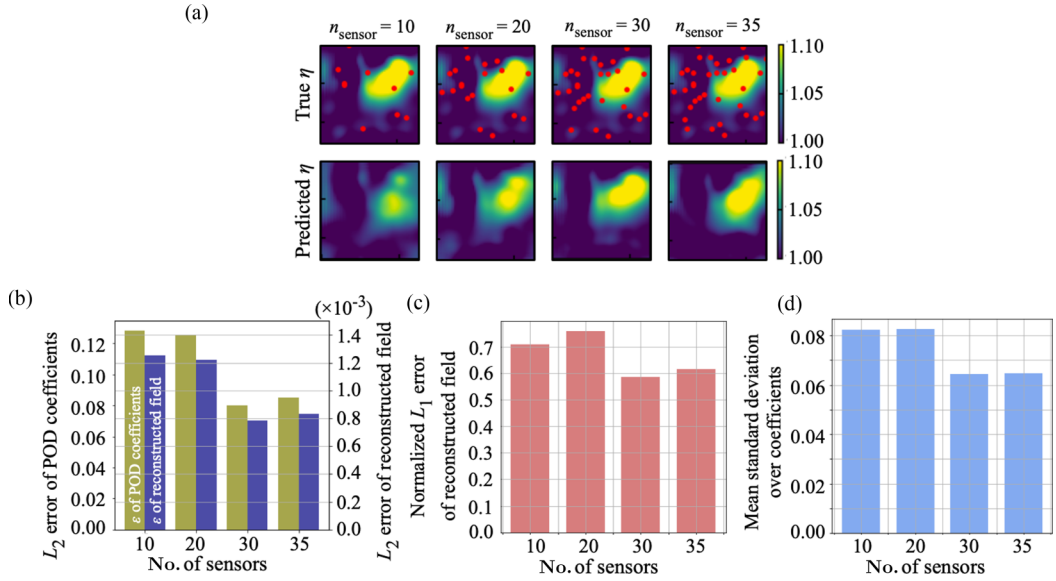 (a)
n_sensor = 10
n_sensor = 20
n_sensor = 30
n_sensor = 35
True η
1.10
1.05
1.00
Predicted η
1.10
1.05
1.00
(b)
(×10⁻³)
L₂ error of POD coefficients
0.12
0.10
0.08
0.06
0.04
0.02
0.00
ε of POD coefficients
ε of reconstructed field
1.4
1.2
1.0
0.8
0.6
0.4
0.2
0.0
L₂ error of reconstructed field
10 20 30 35
No. of sensors
(c)
Normalized L₁ error
of reconstructed field
0.7
0.6
0.5
0.4
0.3
0.2
0.1
0.0
10 20 30 35
No. of sensors
(d)
Mean standard deviation
over coefficients
0.08
0.06
0.04
0.02
0.00
10 20 30 35
No. of sensors